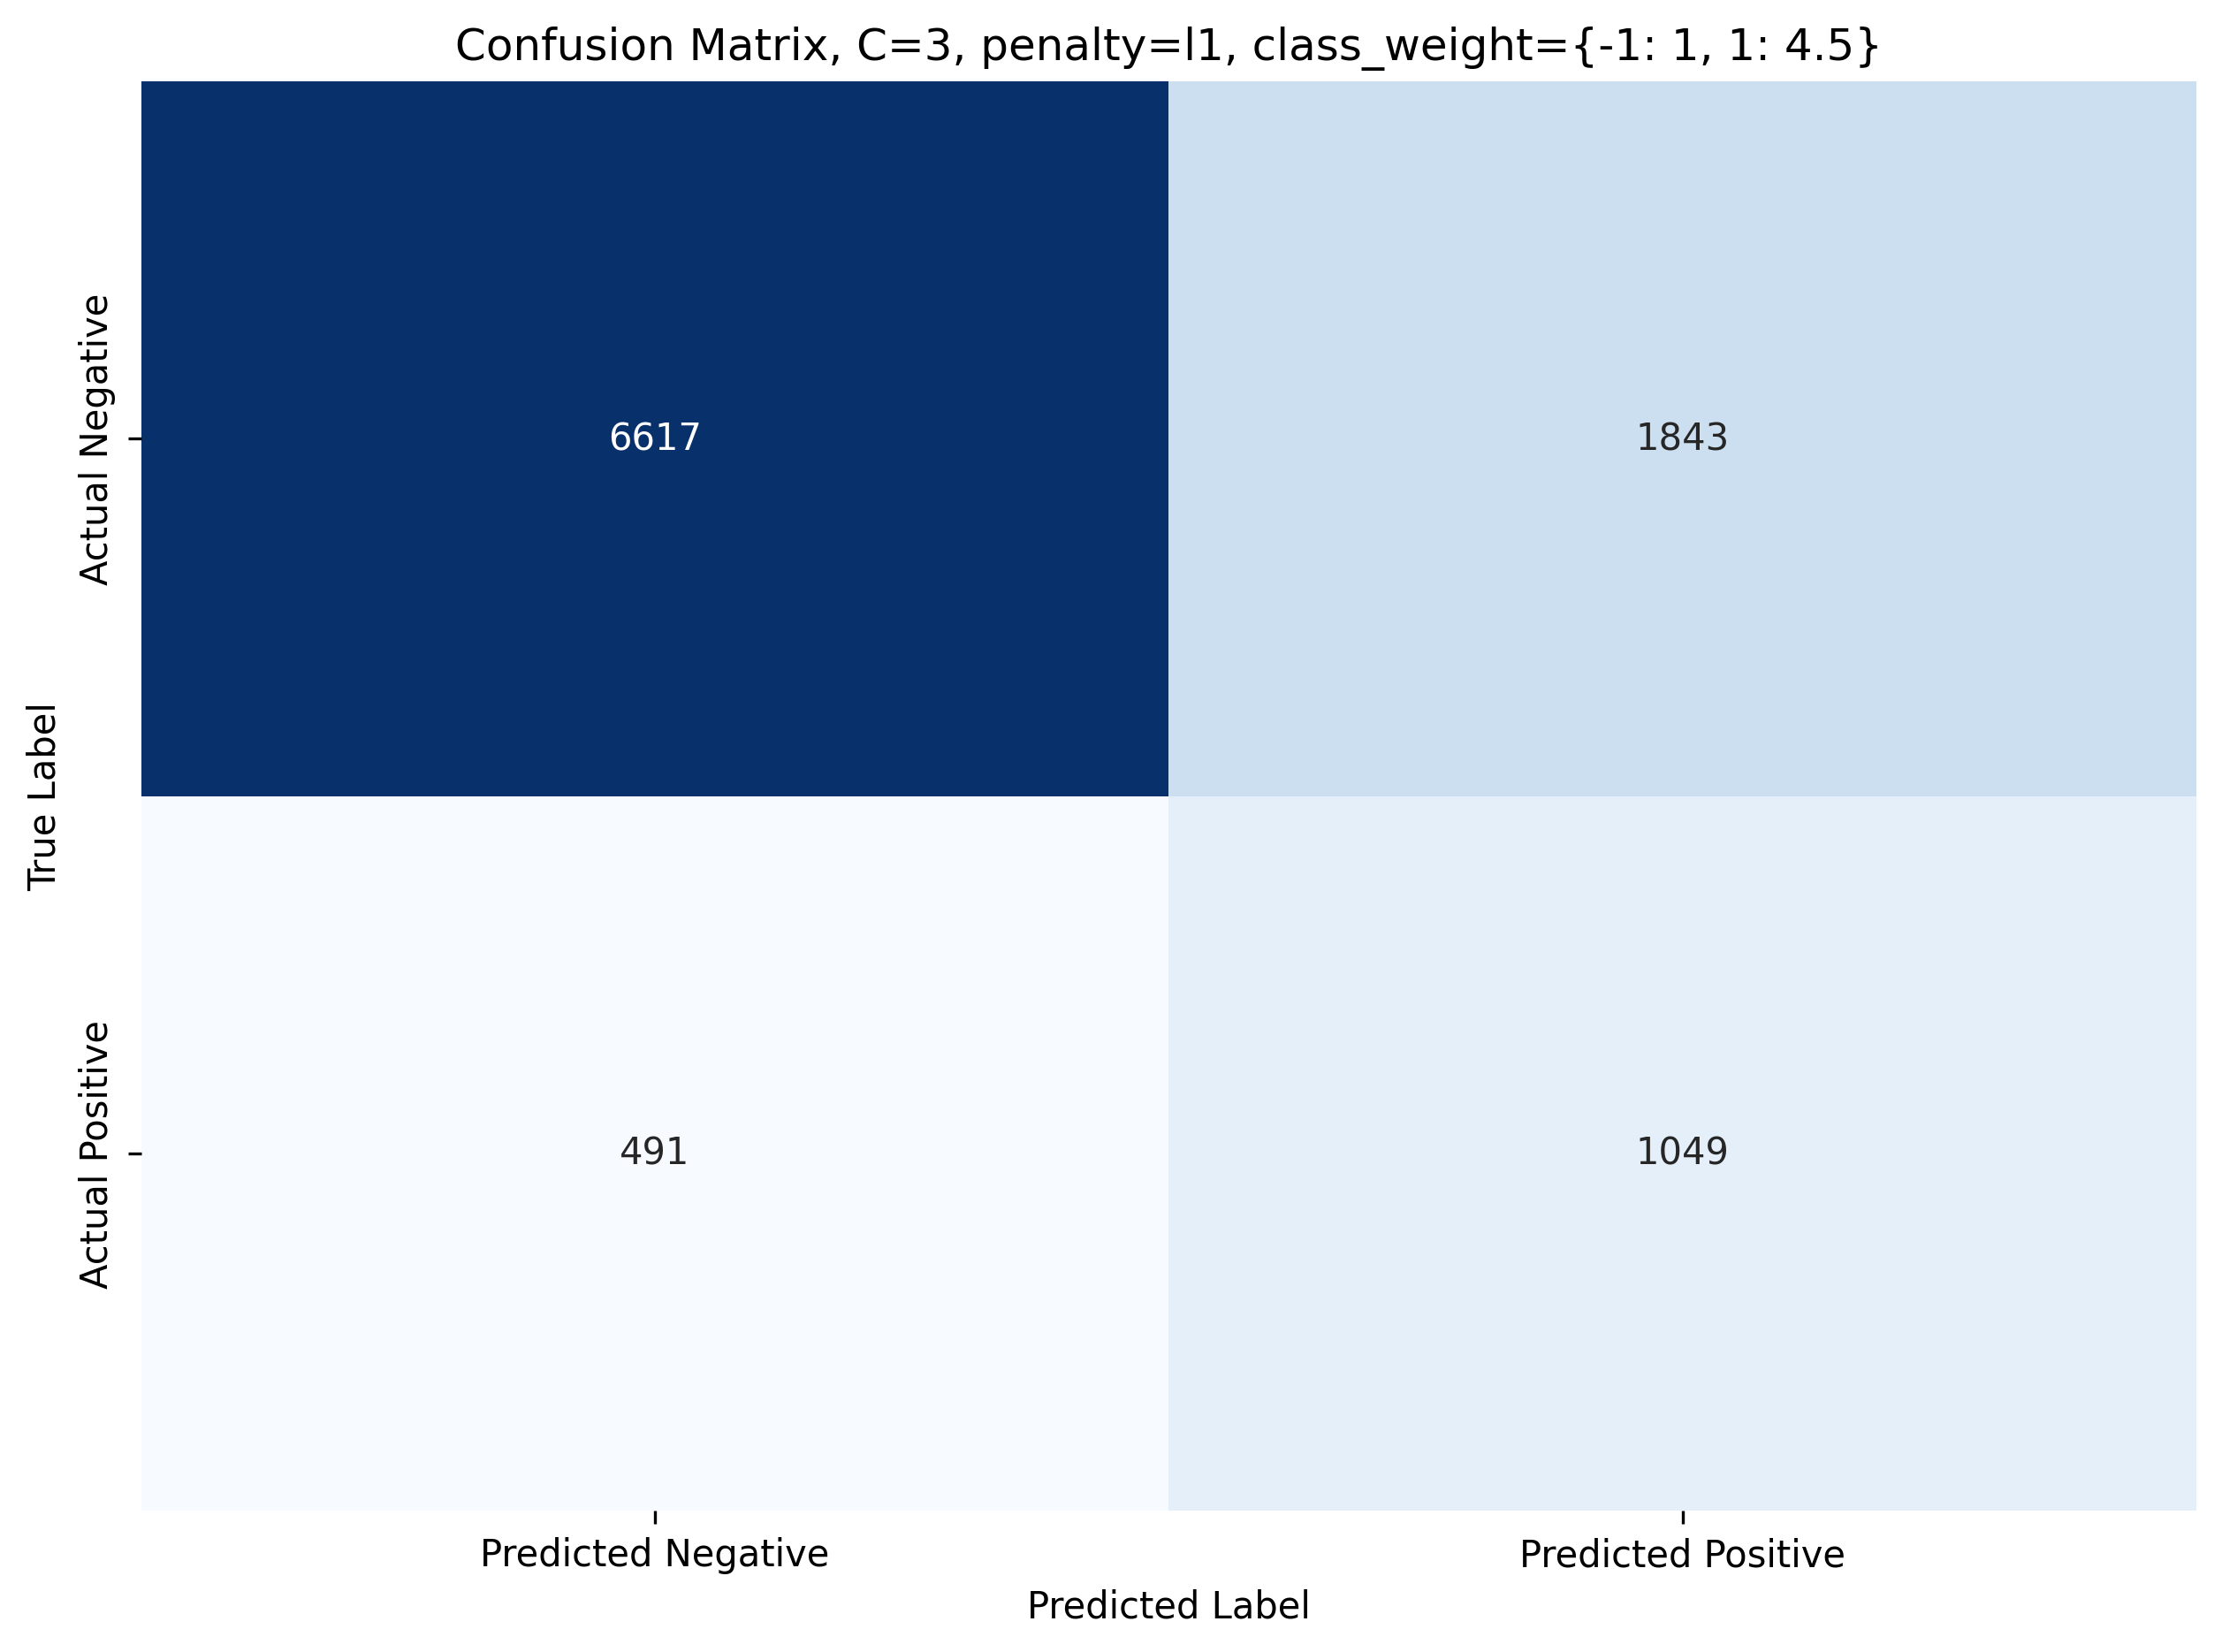 Confusion Matrix, C=3, penalty=l1, class_weight={-1: 1, 1: 4.5}
True Label
Actual Negative
6617
1843
Actual Positive
491
1049
Predicted Negative
Predicted Positive
Predicted Label